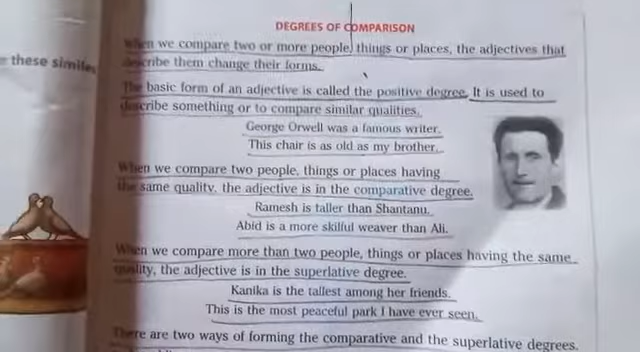 DEGREES OF COMPARISON
these similes
When we compare two or more people, things or places, the adjectives that
describe them change their forms.
The basic form of an adjective is called the positive degree. It is used to
describe something or to compare similar qualities.
George Orwell was a famous writer.
This chair is as old as my brother.
When we compare two people, things or places having
the same quality, the adjective is in the comparative degree.
Ramesh is taller than Shantanu.
Abid is a more skilful weaver than Ali.
When we compare more than two people, things or places having the same
quality, the adjective is in the superlative degree.
Kanika is the tallest among her friends.
This is the most peaceful park I have ever seen.
There are two ways of forming the comparative and the superlative degrees.